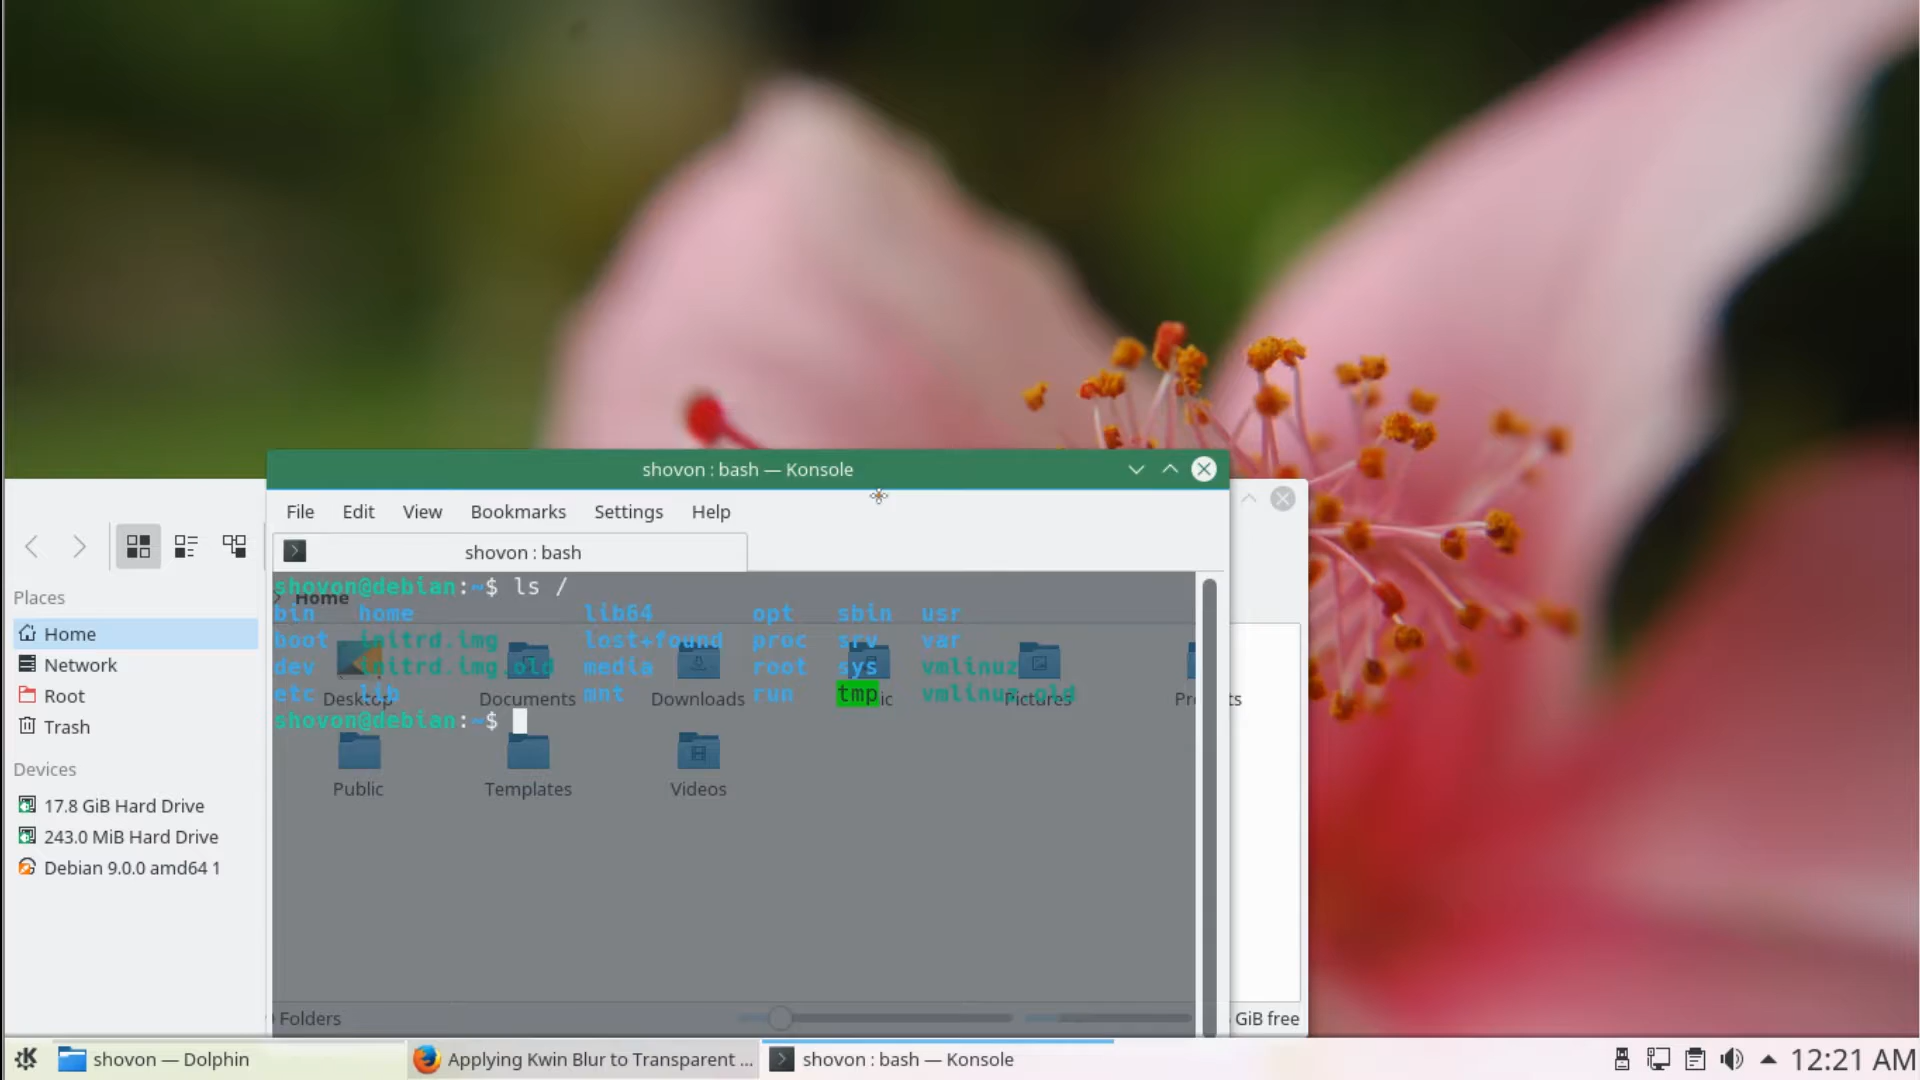 shovon : bash — Konsole
File Edit View Bookmarks Settings Help
shovon : bash
shovon@debian:~$ ls /
Home
bin home lib64 opt sbin usr
boot initrd.img lost+found proc srv var
dev initrd.img.old media root sys vmlinuz
etc lib mnt run tmp vmlinuz.old
Desktop Documents Downloads Pictures
shovon@debian:~$
Public Templates Videos
Places
Home
Network
Root
Trash
Devices
17.8 GiB Hard Drive
243.0 MiB Hard Drive
Debian 9.0.0 amd64 1
Folders
GiB free
shovon — Dolphin
Applying Kwin Blur to Transparent ...
shovon : bash — Konsole
12:21 AM